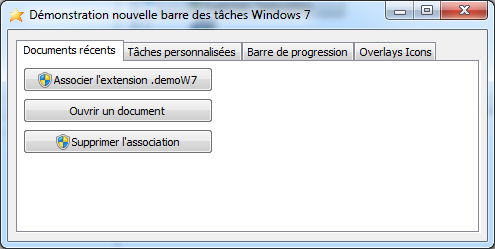 Démonstration nouvelle barre des tâches Windows 7
Documents récents Tâches personnalisées Barre de progression Overlays Icons
Associer l'extension .demoW7
Ouvrir un document
Supprimer l'association